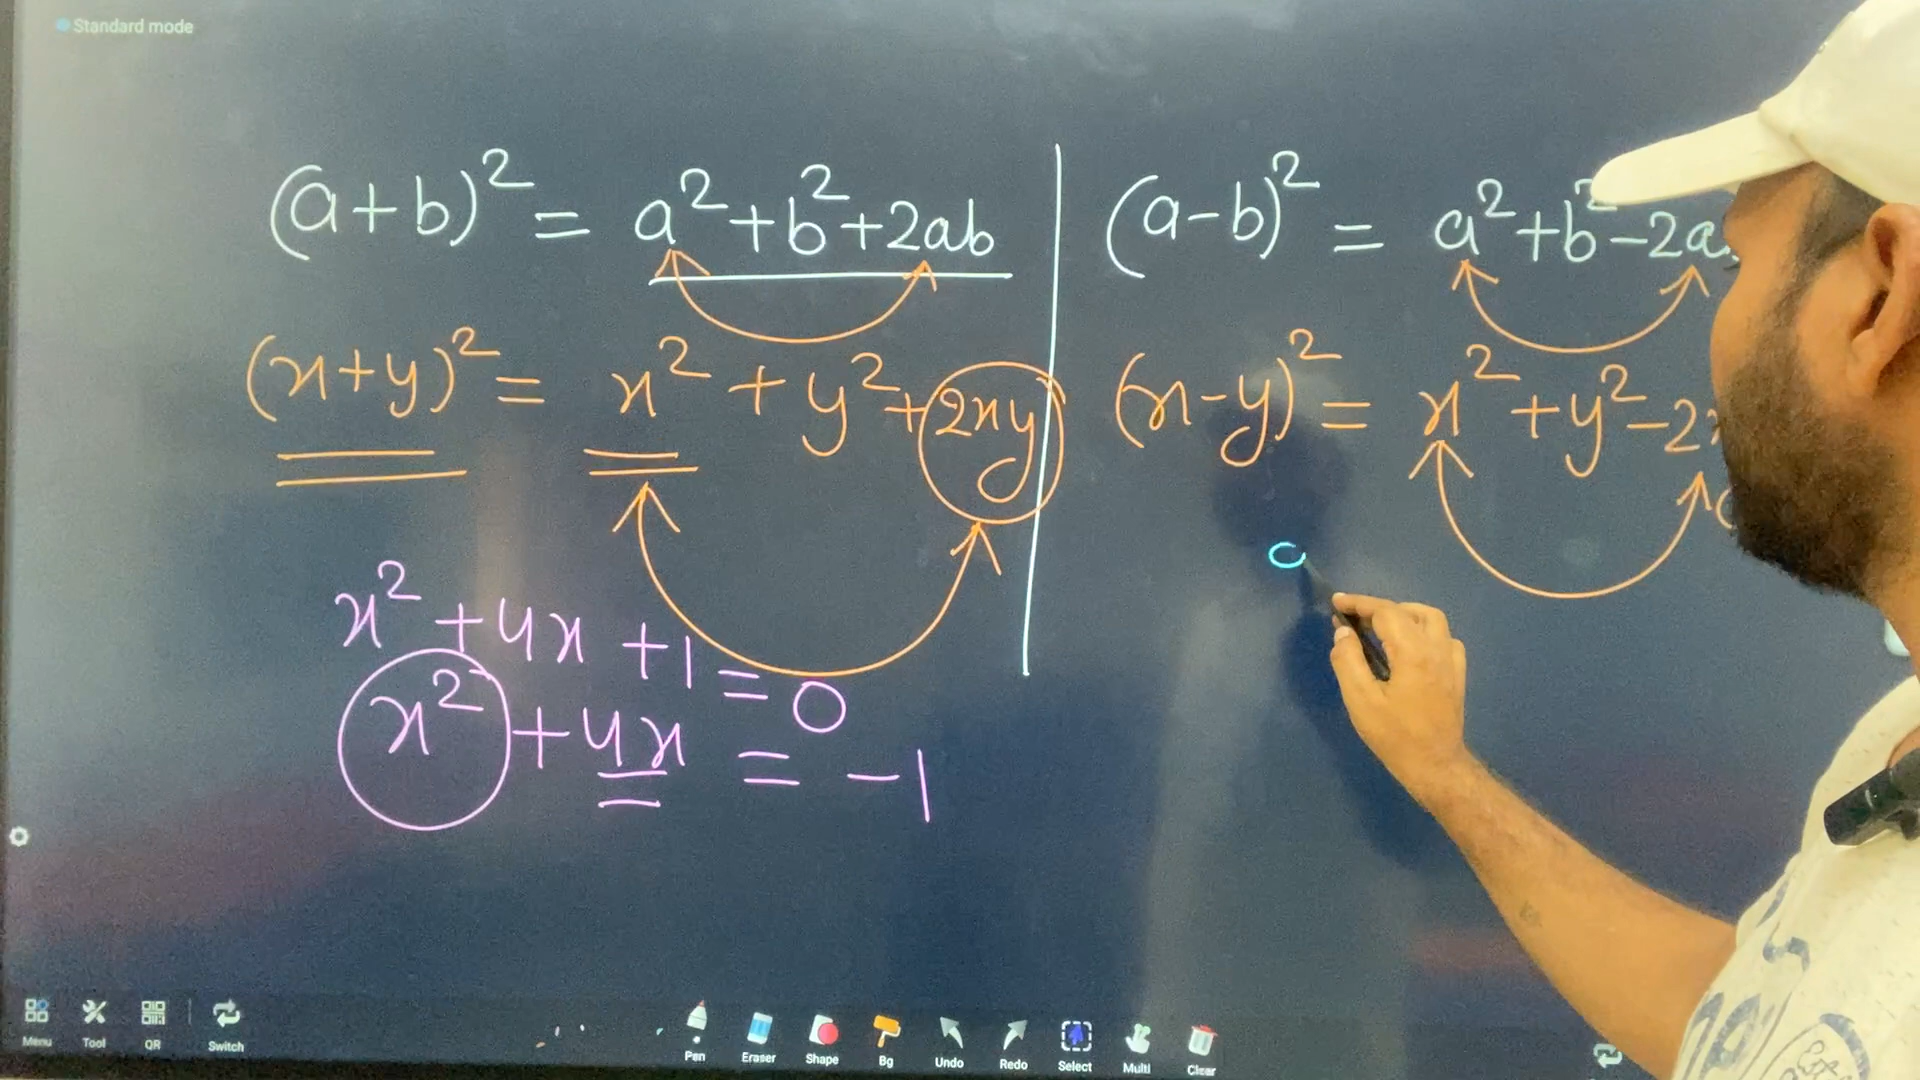 Standard mode
(a+b)² = a²+b²+2ab
(x+y)² = x² + y²+2xy
x²+4x+1=0
x²+4x = -1
(a-b)² = a²+b²-2a
(x-y)² = x²+y²-2
Menu Tool QR Switch Pen Eraser Shape Bg Undo Redo Select Multi Clear